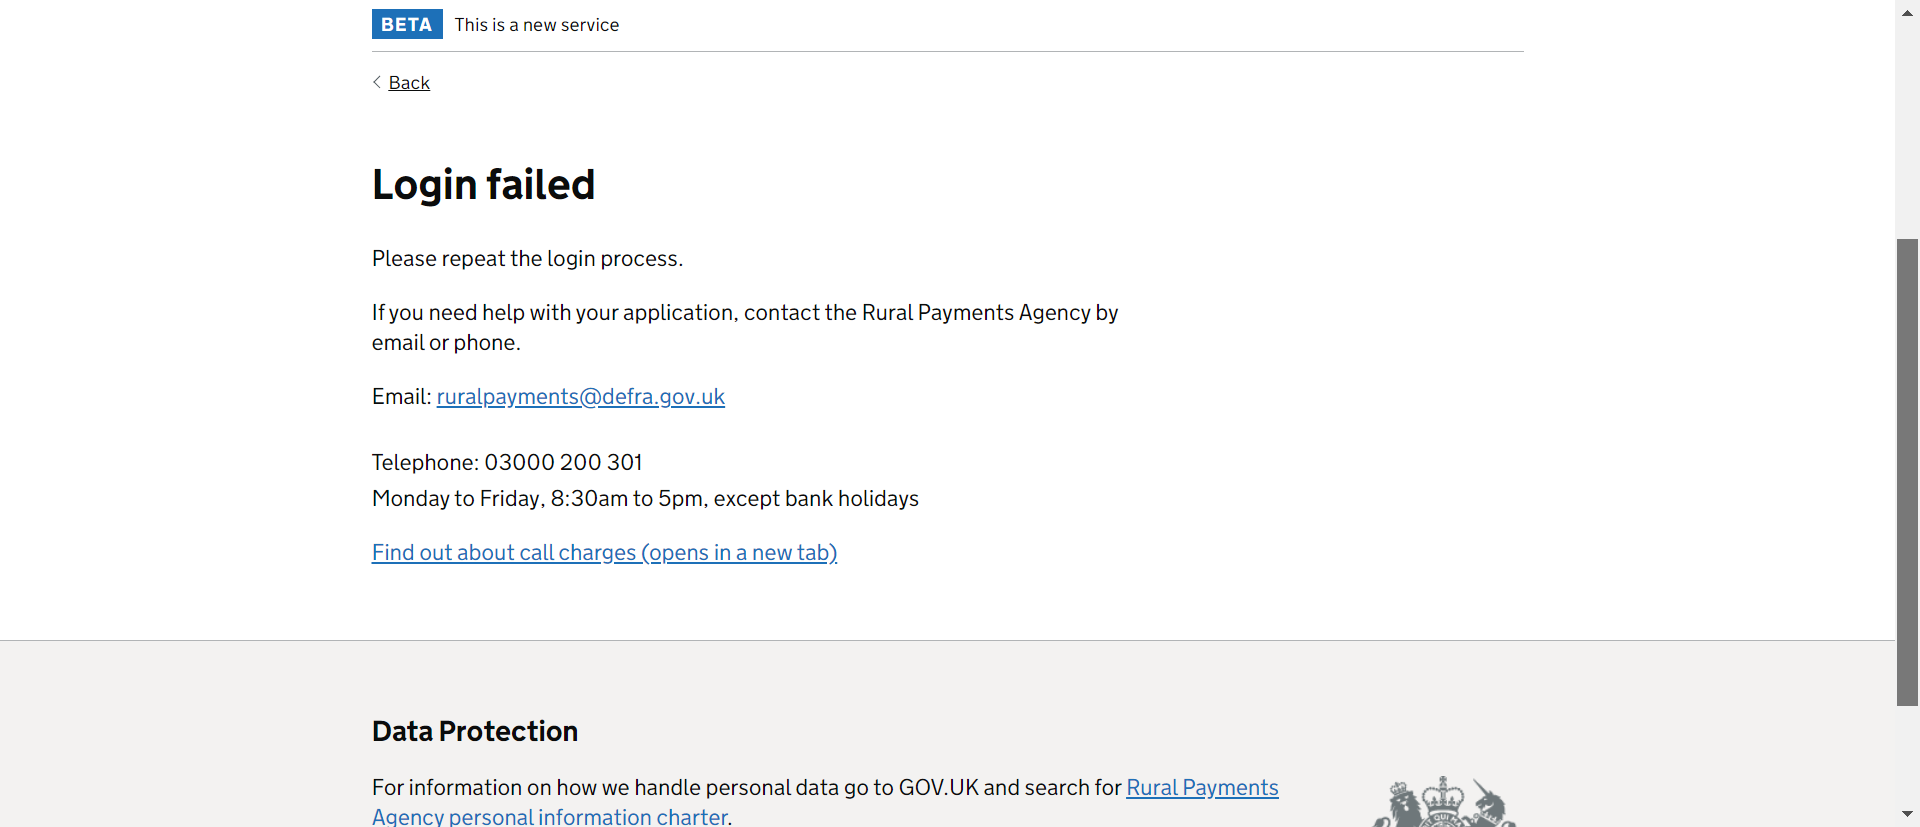 BETA This is a new service
Back
Login failed
Please repeat the login process.
If you need help with your application, contact the Rural Payments Agency by
email or phone.
Email: ruralpayments@defra.gov.uk
Telephone: 03000 200 301
Monday to Friday, 8:30am to 5pm, except bank holidays
Find out about call charges (opens in a new tab)
Data Protection
For information on how we handle personal data go to GOV.UK and search for Rural Payments
Agency personal information charter.